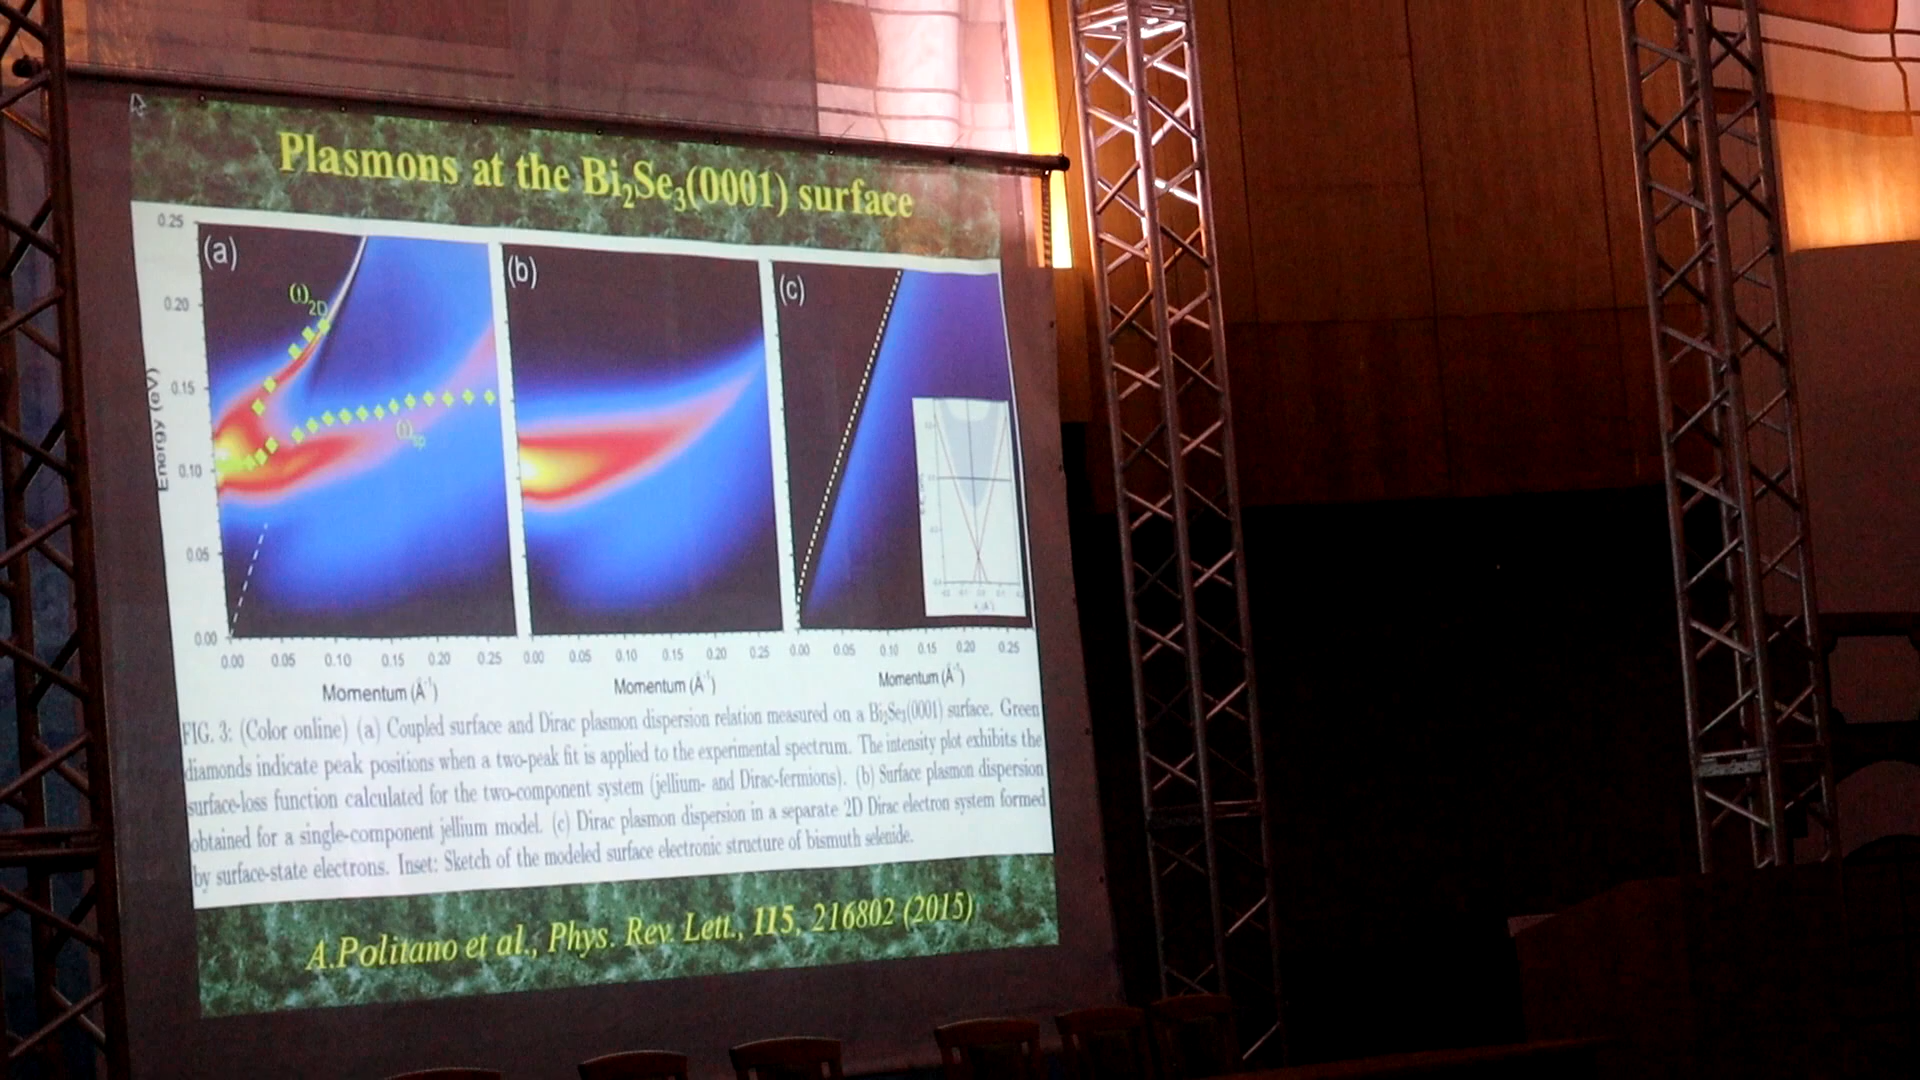 Plasmons at the Bi₂Se₃(0001) surface
(a) (b) (c)
ω2D
ωsp
Energy (eV)
0.25
0.20
0.15
0.10
0.05
0.00
0.00 0.05 0.10 0.15 0.20 0.25 0.00 0.05 0.10 0.15 0.20 0.25 0.00 0.05 0.10 0.15 0.20 0.25
Momentum (Å⁻¹) Momentum (Å⁻¹) Momentum (Å⁻¹)
FIG. 3: (Color online) (a) Coupled surface and Dirac plasmon dispersion relation measured on a Bi₂Se₃(0001) surface. Green
diamonds indicate peak positions when a two-peak fit is applied to the experimental spectrum. The intensity plot exhibits the
surface-loss function calculated for the two-component system (jellium- and Dirac-fermions). (b) Surface plasmon dispersion
obtained for a single-component jellium model. (c) Dirac plasmon dispersion in a separate 2D Dirac electron system formed
by surface-state electrons. Inset: Sketch of the modeled surface electronic structure of bismuth selenide.
A.Politano et al., Phys. Rev. Lett., 115, 216802 (2015)